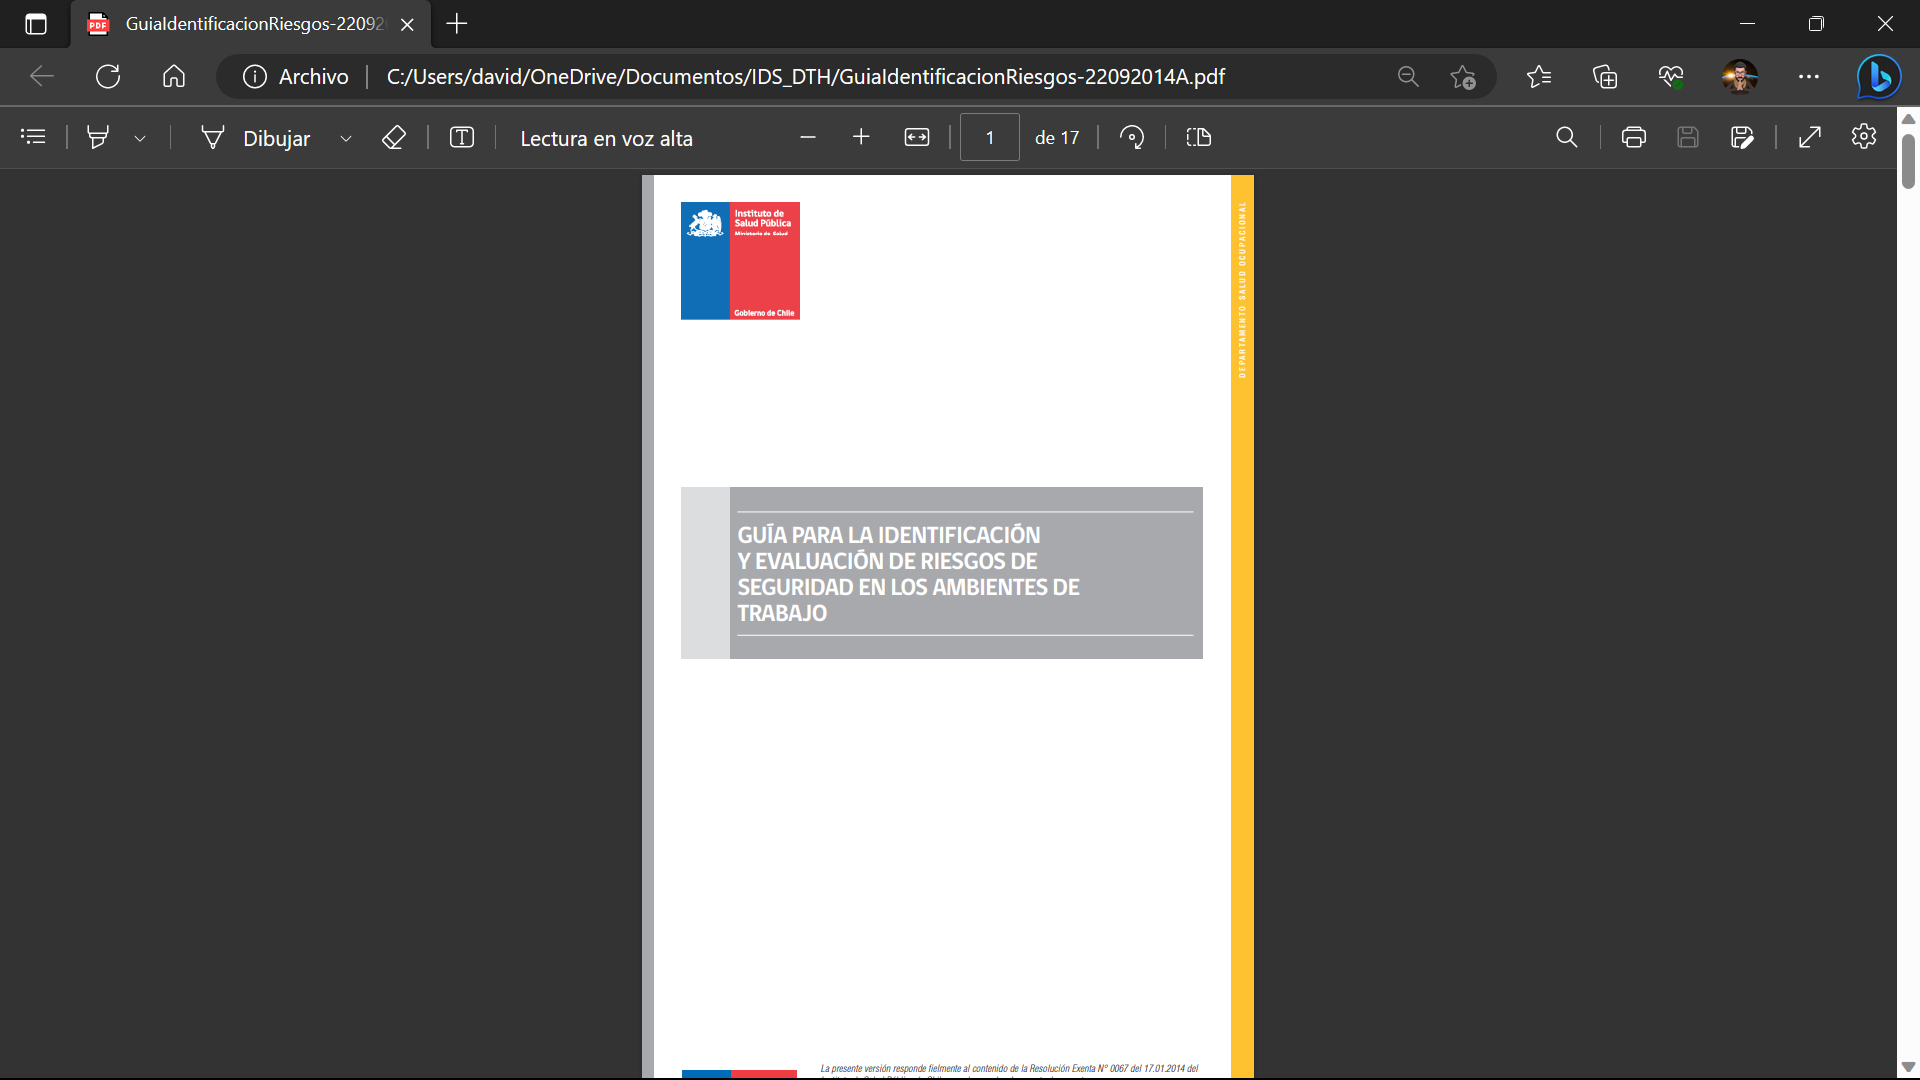 GuiaIdentificacionRiesgos-22092
Archivo
C:/Users/david/OneDrive/Documentos/IDS_DTH/GuiaIdentificacionRiesgos-22092014A.pdf
Dibujar
Lectura en voz alta
1
de 17
Instituto de
Salud Pública
Ministerio de Salud
Gobierno de Chile
DEPARTAMENTO SALUD OCUPACIONAL
GUÍA PARA LA IDENTIFICACIÓN
Y EVALUACIÓN DE RIESGOS DE
SEGURIDAD EN LOS AMBIENTES DE
TRABAJO
La presente versión responde fielmente al contenido de la Resolución Exenta Nº 0067 del 17.01.2014 del